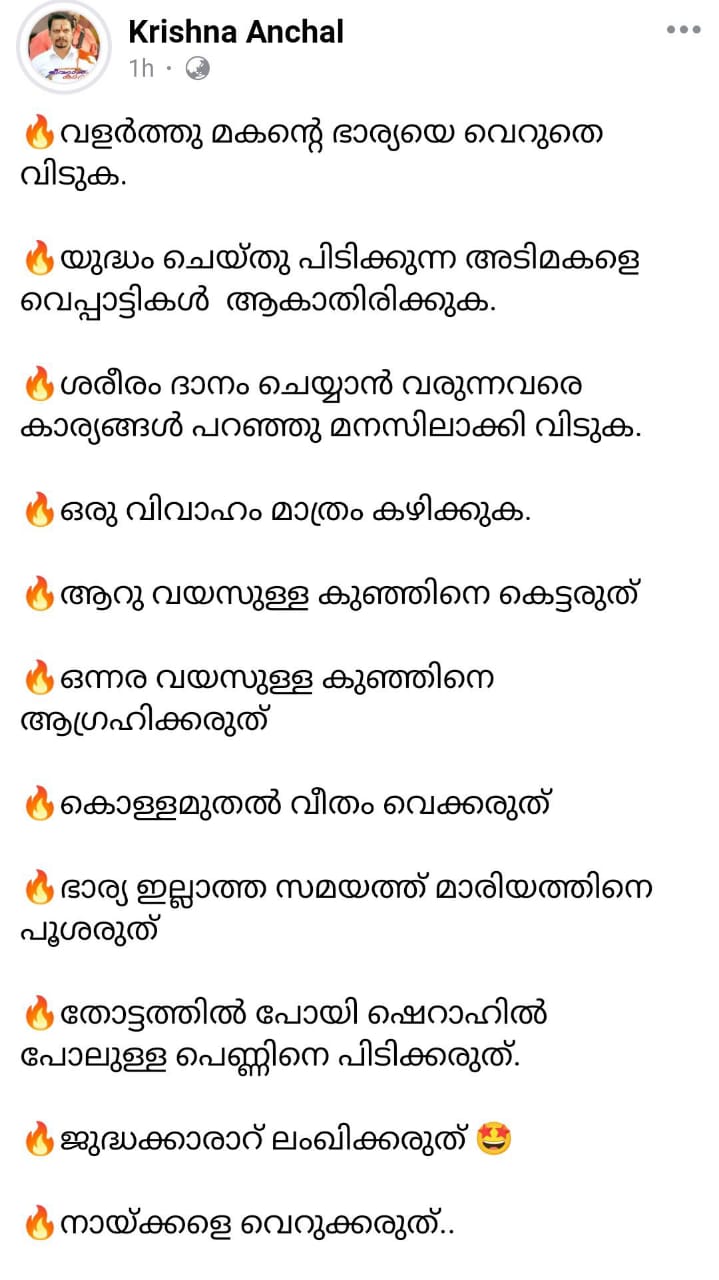 Krishna Anchal
1h ·
🔥വളർത്തു മകന്റെ ഭാര്യയെ വെറുതെ
വിടുക.
🔥യുദ്ധം ചെയ്തു പിടിക്കുന്ന അടിമകളെ
വെപ്പാട്ടികൾ ആകാതിരിക്കുക.
🔥ശരീരം ദാനം ചെയ്യാൻ വരുന്നവരെ
കാര്യങ്ങൾ പറഞ്ഞു മനസിലാക്കി വിടുക.
🔥ഒരു വിവാഹം മാത്രം കഴിക്കുക.
🔥ആറു വയസുള്ള കുഞ്ഞിനെ കെട്ടരുത്
🔥ഒന്നര വയസുള്ള കുഞ്ഞിനെ
ആഗ്രഹിക്കരുത്
🔥കൊള്ളമുതൽ വീതം വെക്കരുത്
🔥ഭാര്യ ഇല്ലാത്ത സമയത്ത് മാരിയത്തിനെ
പൂശരുത്
🔥തോട്ടത്തിൽ പോയി ഷെറാഹിൽ
പോലുള്ള പെണ്ണിനെ പിടിക്കരുത്.
🔥ജുദ്ധക്കാരാറ് ലംഖിക്കരുത് 🤩
🔥നായ്ക്കളെ വെറുക്കരുത്..